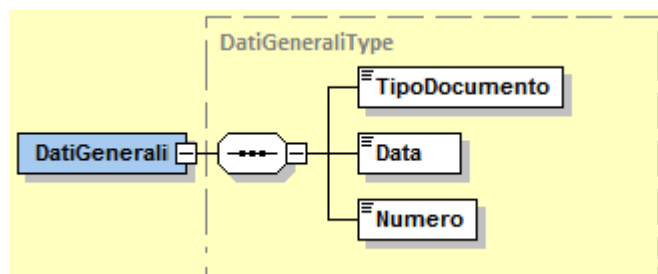 DatiGeneraliType
TipoDocumento
DatiGenerali
Data
Numero